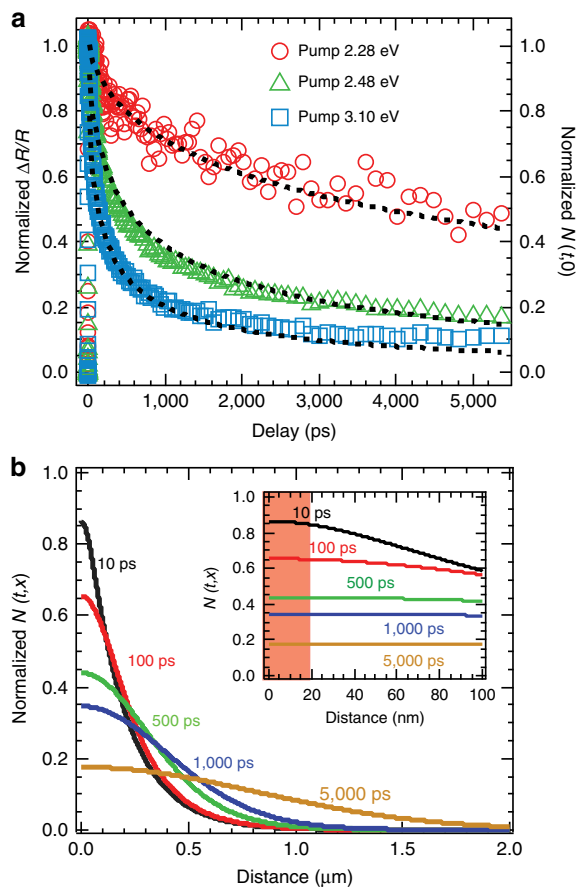 a
Normalized ΔR/R
1.0
0.8
0.6
0.4
0.2
0.0
Pump 2.28 eV
Pump 2.48 eV
Pump 3.10 eV
1.0
0.8
0.6
0.4
0.2
0.0
Normalized N (t,0)
0
1,000
2,000
3,000
4,000
5,000
Delay (ps)
b
Normalized N (t,x)
1.0
0.8
0.6
0.4
0.2
0.0
10 ps
100 ps
500 ps
1,000 ps
5,000 ps
N (t,x)
1.0
0.8
0.6
0.4
0.2
0.0
10 ps
100 ps
500 ps
1,000 ps
5,000 ps
0
20
40
60
80
100
Distance (nm)
0.0
0.5
1.0
1.5
2.0
Distance (μm)